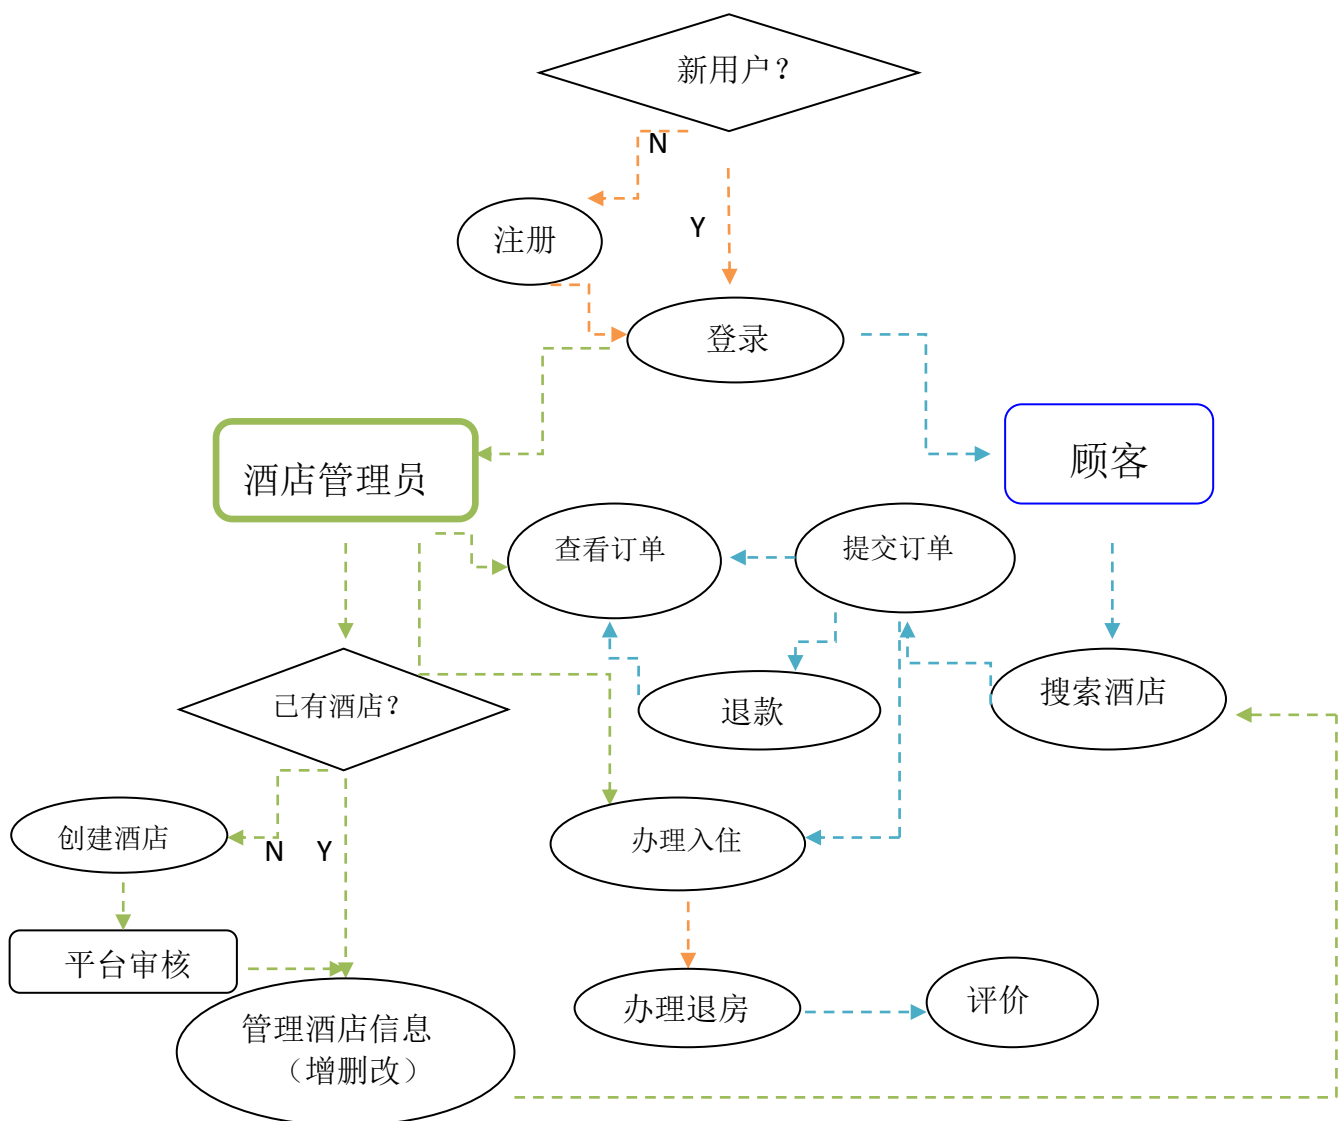 新用户？
N
Y
注册
登录
酒店管理员
顾客
查看订单
提交订单
已有酒店？
退款
搜索酒店
创建酒店
N
Y
办理入住
平台审核
办理退房
评价
管理酒店信息
（增删改）